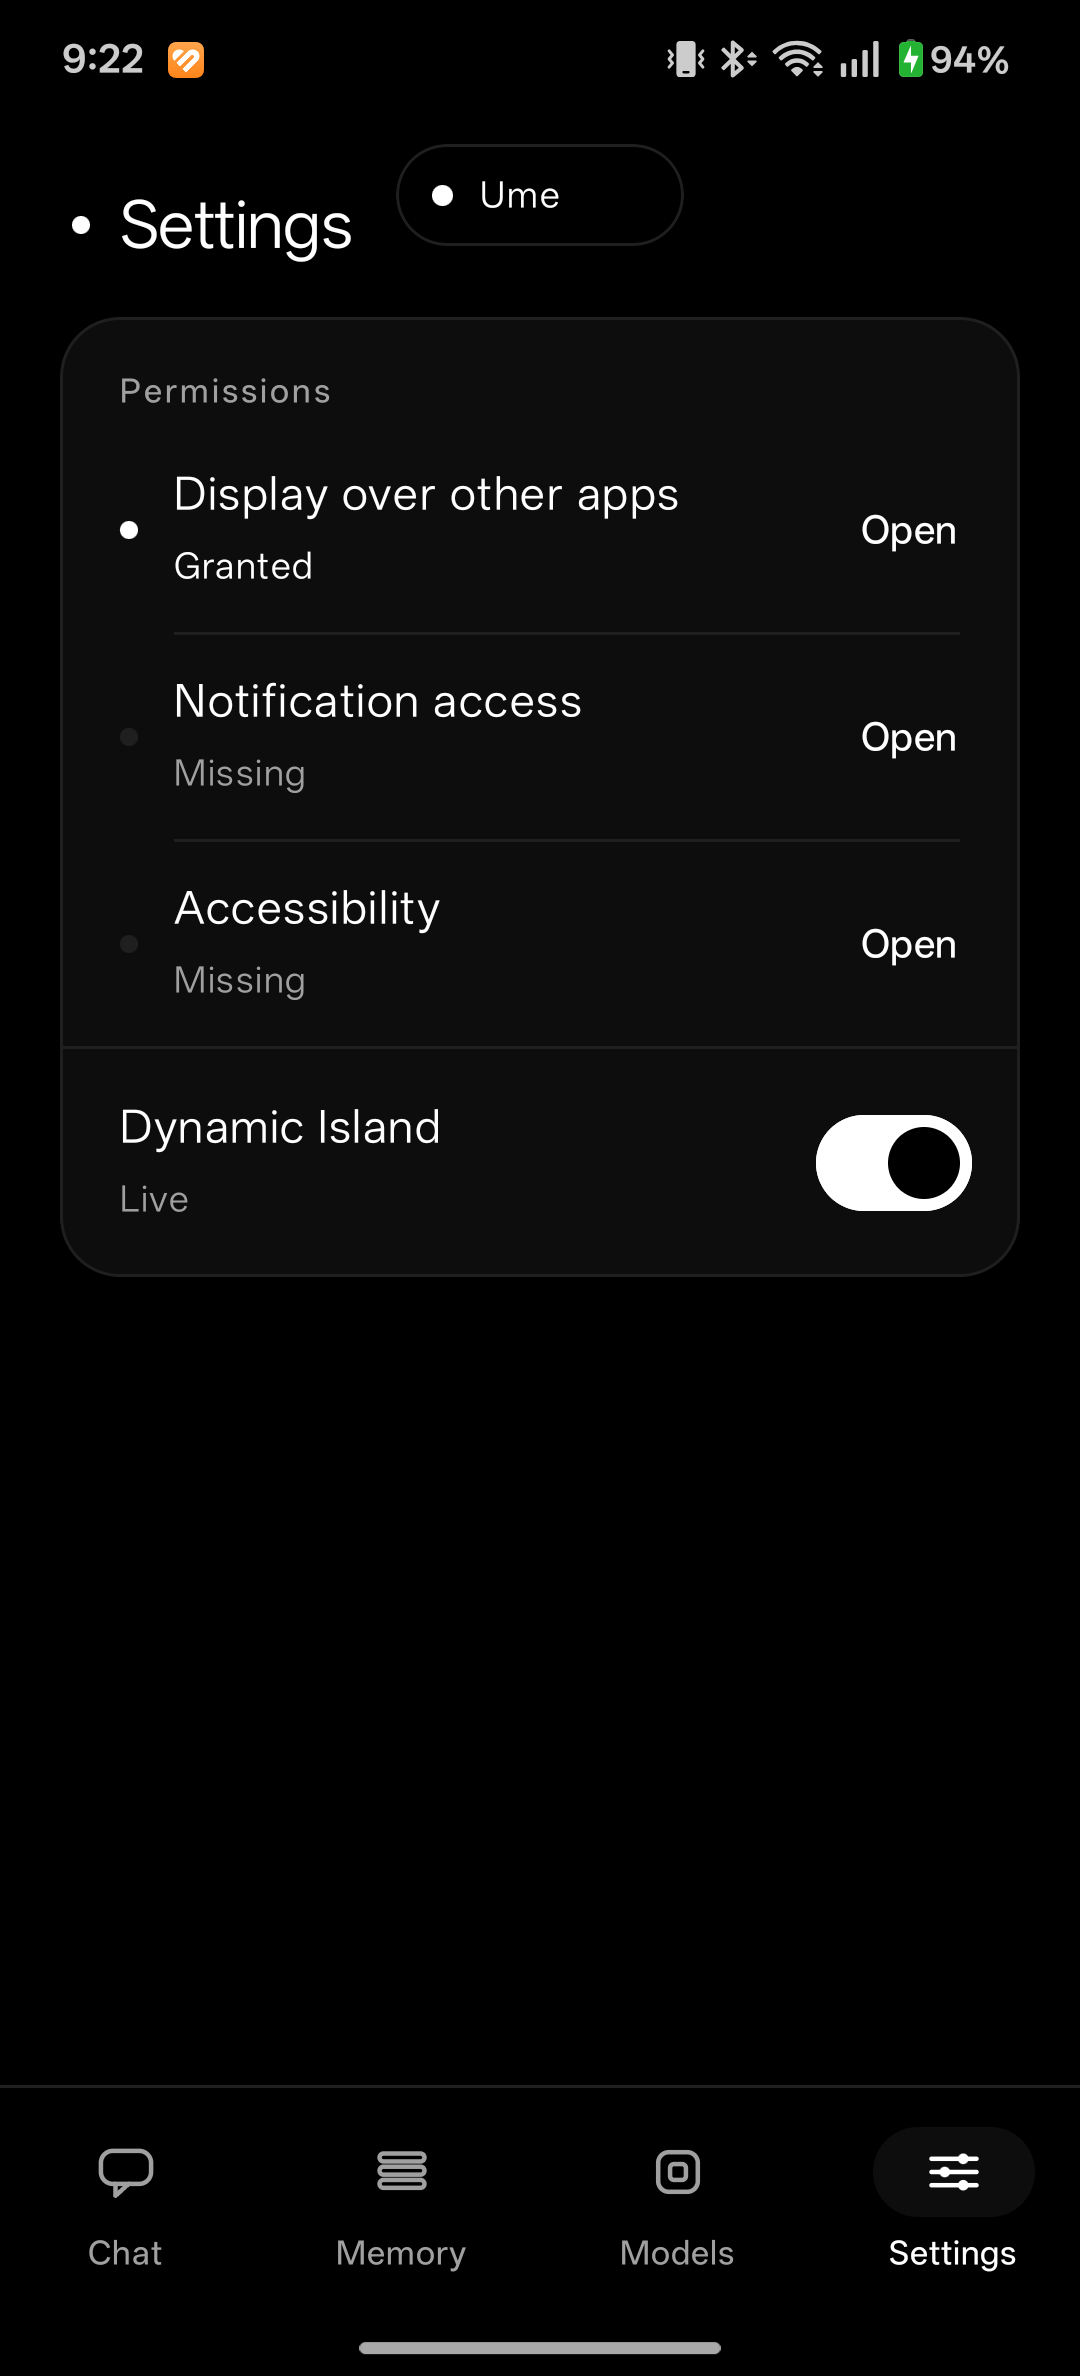 9:22
94%
Ume
Settings
Permissions
Display over other apps
Granted
Open
Notification access
Missing
Open
Accessibility
Missing
Open
Dynamic Island
Live
Chat
Memory
Models
Settings